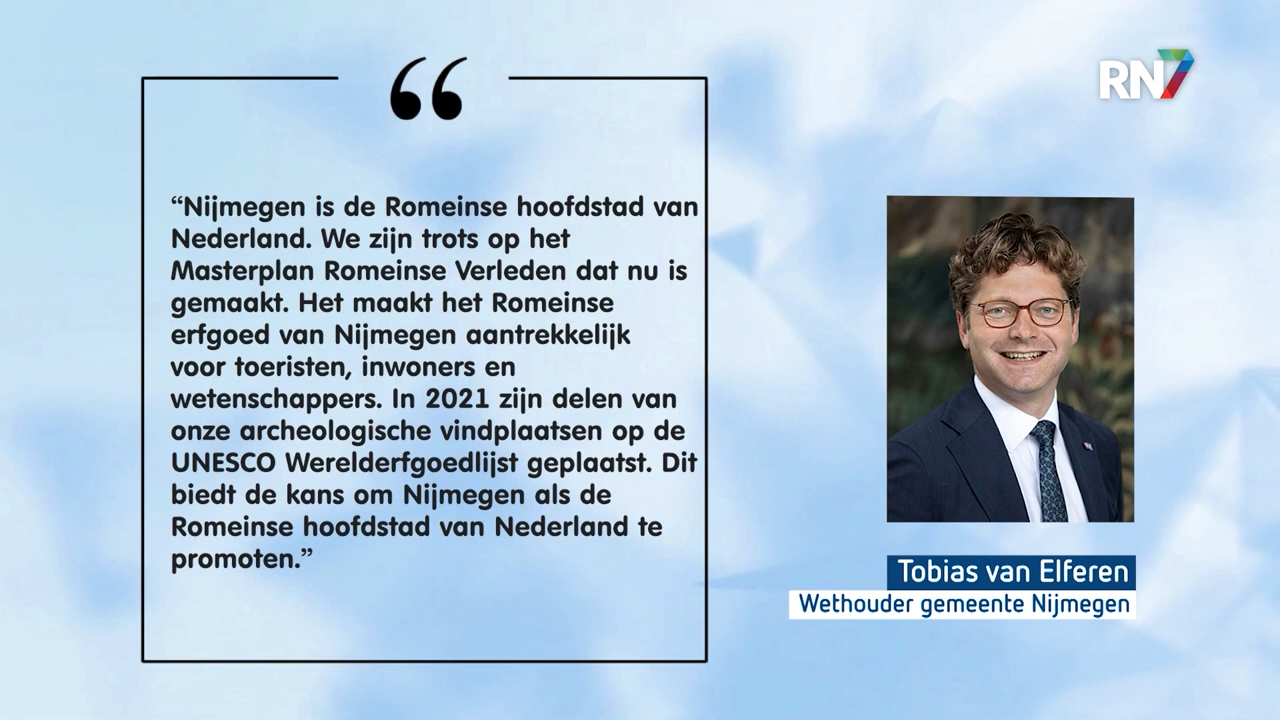 RN7
“
“Nijmegen is de Romeinse hoofdstad van
Nederland. We zijn trots op het
Masterplan Romeinse Verleden dat nu is
gemaakt. Het maakt het Romeinse
erfgoed van Nijmegen aantrekkelijk
voor toeristen, inwoners en
wetenschappers. In 2021 zijn delen van
onze archeologische vindplaatsen op de
UNESCO Werelderfgoedlijst geplaatst. Dit
biedt de kans om Nijmegen als de
Romeinse hoofdstad van Nederland te
promoten.”
Tobias van Elferen
Wethouder gemeente Nijmegen